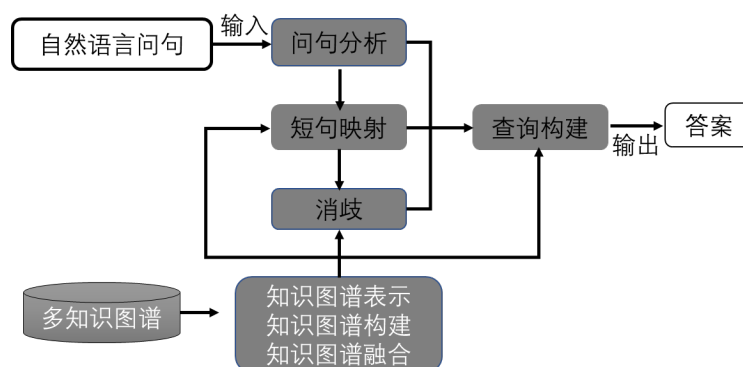 自然语言问句
输入
问句分析
短句映射
查询构建
输出
答案
消歧
多知识图谱
知识图谱表示
知识图谱构建
知识图谱融合